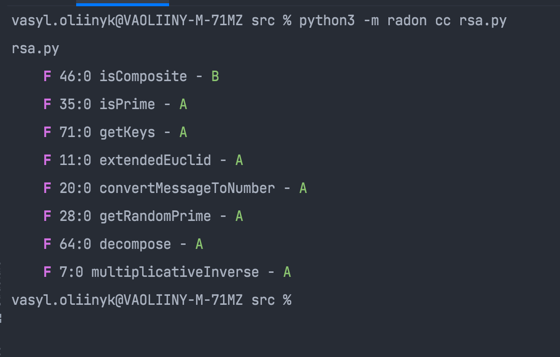 vasyl.oliinyk@VAOLIINY-M-71MZ src % python3 -m radon cc rsa.py
rsa.py
F 46:0 isComposite - B
F 35:0 isPrime - A
F 71:0 getKeys - A
F 11:0 extendedEuclid - A
F 20:0 convertMessageToNumber - A
F 28:0 getRandomPrime - A
F 64:0 decompose - A
F 7:0 multiplicativeInverse - A
vasyl.oliinyk@VAOLIINY-M-71MZ src %